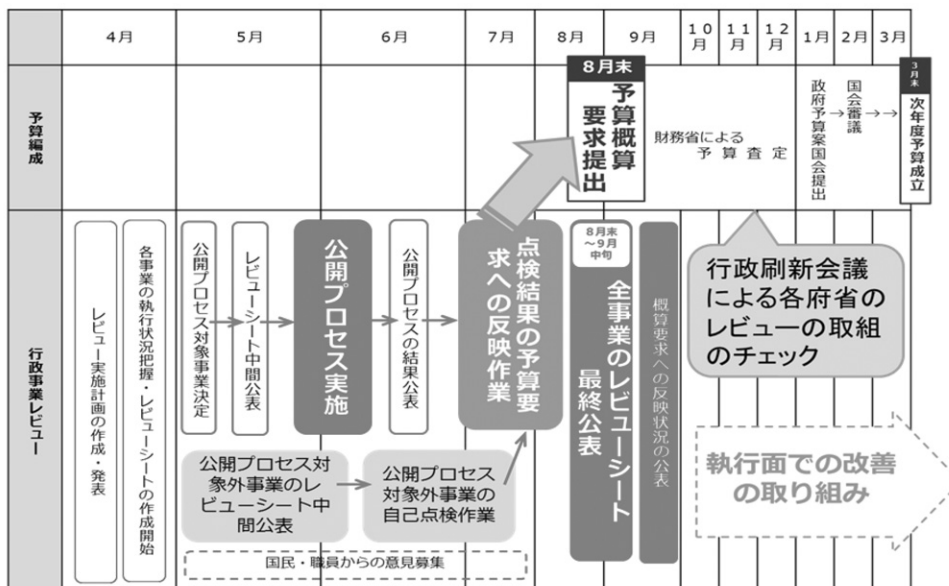 4月
5月
6月
7月
8月
9月
10月
11月
12月
1月
2月
3月
予算編成
8月末
予算概算
要求提出
財務省による
予算査定
政府予算案国会提出
→
国会審議
→→
3月末
次年度予算成立
行政事業レビュー
レビュー実施計画の作成・発表
各事業の執行状況把握・レビューシートの作成開始
公開プロセス対象事業決定
レビューシート中間公表
公開プロセス実施
公開プロセスの結果公表
点検結果の予算要
求への反映作業
8月末
～9月
中旬
全事業のレビューシート
最終公表
概算要求への反映状況の公表
行政刷新会議
による各府省の
レビューの取組
のチェック
公開プロセス対
象外事業のレ
ビューシート中
間公表
公開プロセス
対象外事業の
自己点検作業
執行面での改善
の取り組み
国民・職員からの意見募集